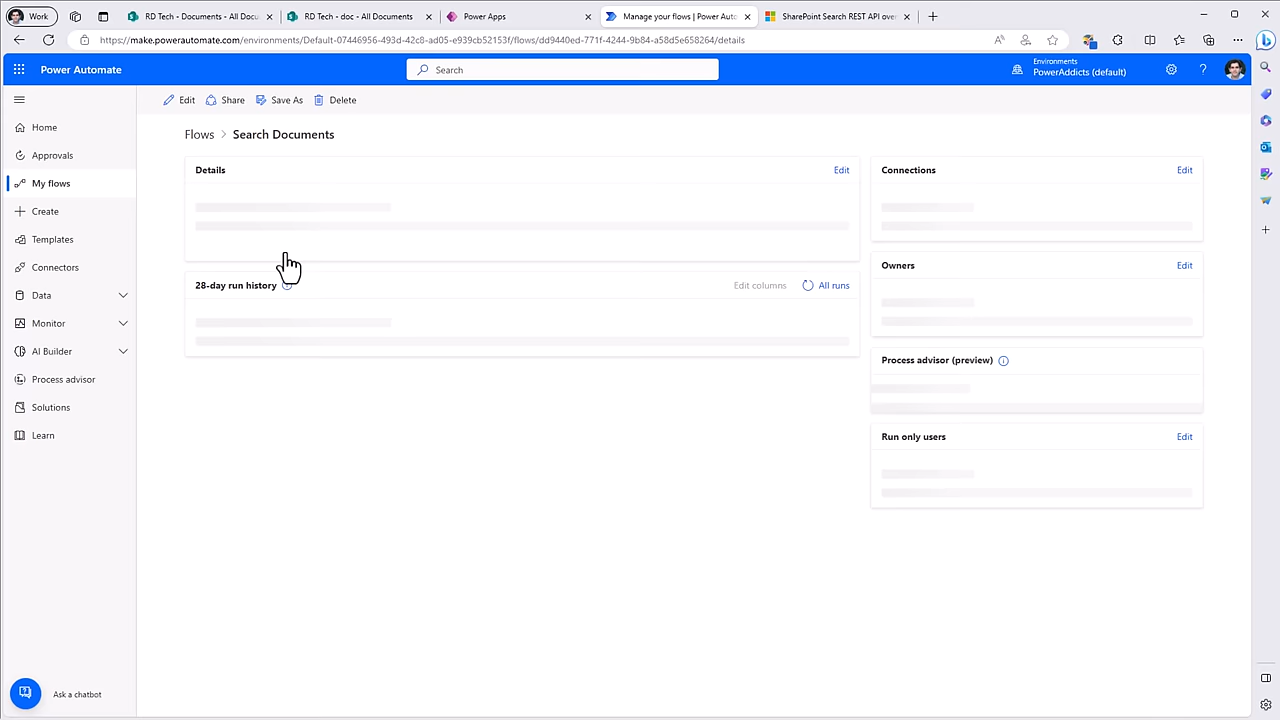 Work
RD Tech - Documents - All Docu
RD Tech - doc - All Documents
Power Apps
Manage your flows | Power Auto
SharePoint Search REST API over
https://make.powerautomate.com/environments/Default-07446956-493d-42c8-ad05-e939cb52153f/flows/dd9440ed-771f-4244-9b84-a58d5e658264/details
Power Automate
Search
Environments
PowerAddicts (default)
Edit
Share
Save As
Delete
Flows > Search Documents
Home
Approvals
My flows
Create
Templates
Connectors
Data
Monitor
AI Builder
Process advisor
Solutions
Learn
Ask a chatbot
Details
Edit
28-day run history
Edit columns
All runs
Connections
Edit
Owners
Edit
Process advisor (preview)
Run only users
Edit